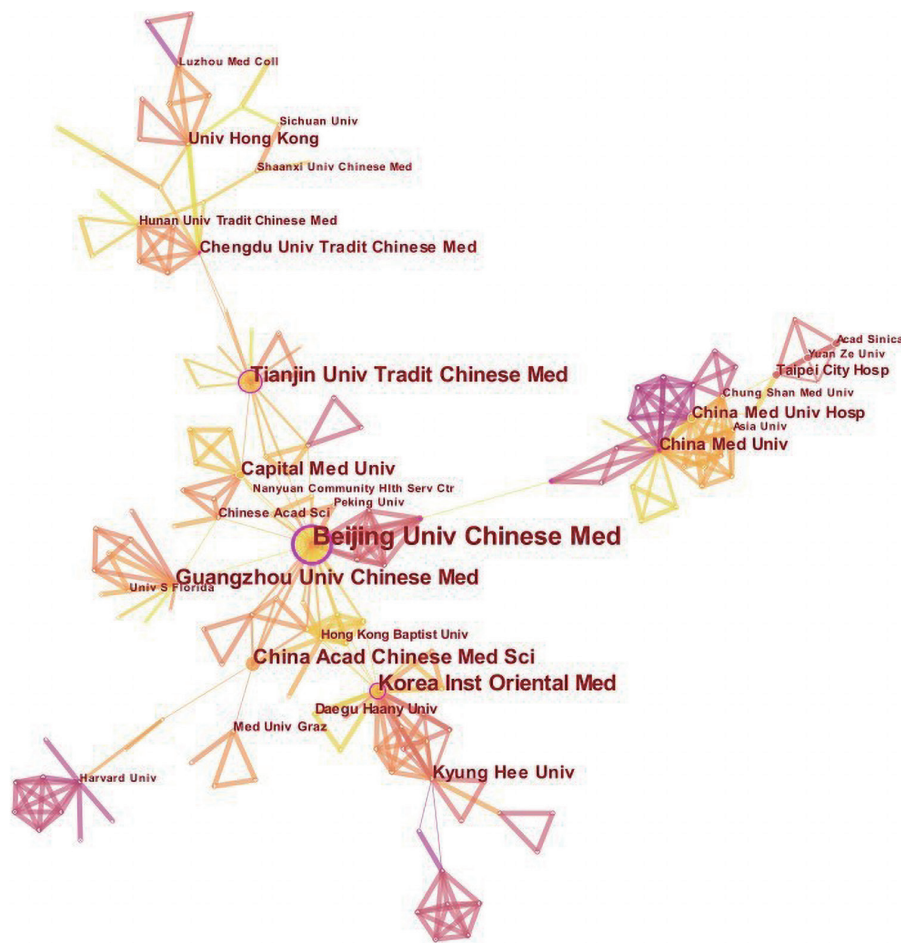 Luzhou Med Coll
Sichuan Univ
Univ Hong Kong
Shaanxi Univ Chinese Med
Hunan Univ Tradit Chinese Med
Chengdu Univ Tradit Chinese Med
Acad Sinica
Yuan Ze Univ
Taipei City Hosp
Tianjin Univ Tradit Chinese Med
Chung Shan Med Univ
China Med Univ Hosp
Asia Univ
China Med Univ
Capital Med Univ
Nanyuan Community Hlth Serv Ctr
Peking Univ
Chinese Acad Sci
Beijing Univ Chinese Med
Guangzhou Univ Chinese Med
Univ S Florida
Hong Kong Baptist Univ
China Acad Chinese Med Sci
Korea Inst Oriental Med
Daegu Haany Univ
Med Univ Graz
Kyung Hee Univ
Harvard Univ